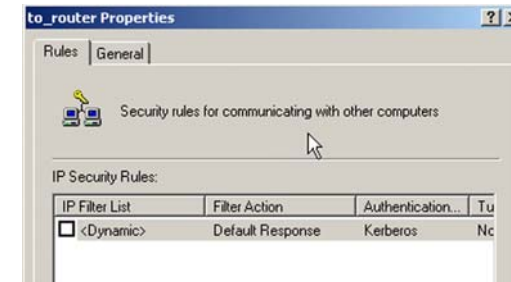 to_router Properties
Rules General
Security rules for communicating with other computers
IP Security Rules:
IP Filter List Filter Action Authentication... Tu
<Dynamic> Default Response Kerberos Nc